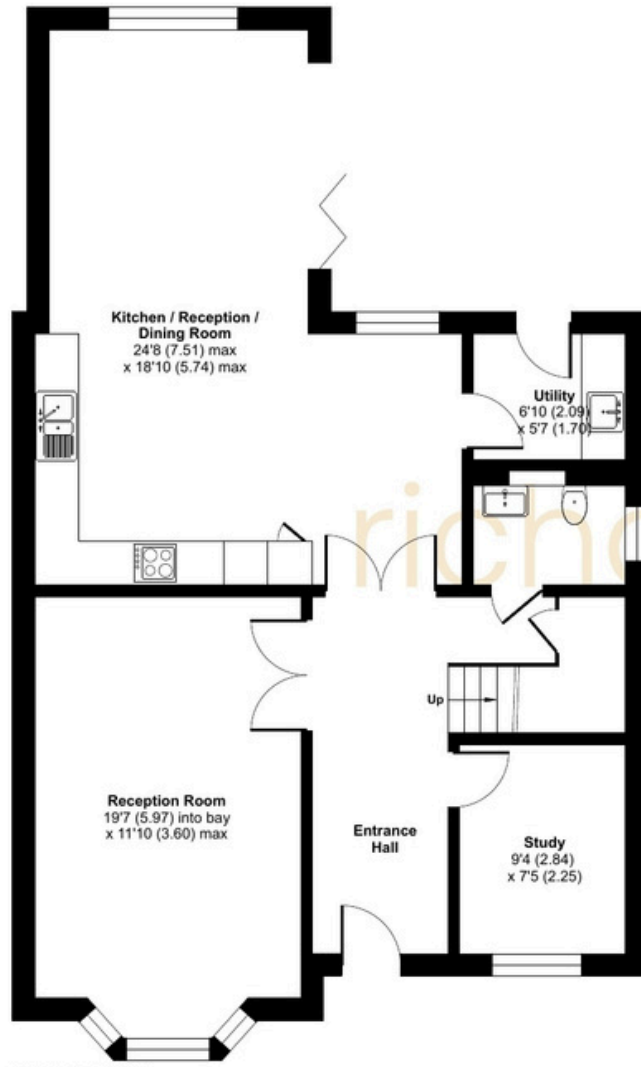 Kitchen / Reception /
Dining Room
24'8 (7.51) max
x 18'10 (5.74) max
Utility
6'10 (2.09)
x 5'7 (1.70)
Up
Reception Room
19'7 (5.97) into bay
x 11'10 (3.60) max
Entrance
Hall
Study
9'4 (2.84)
x 7'5 (2.25)